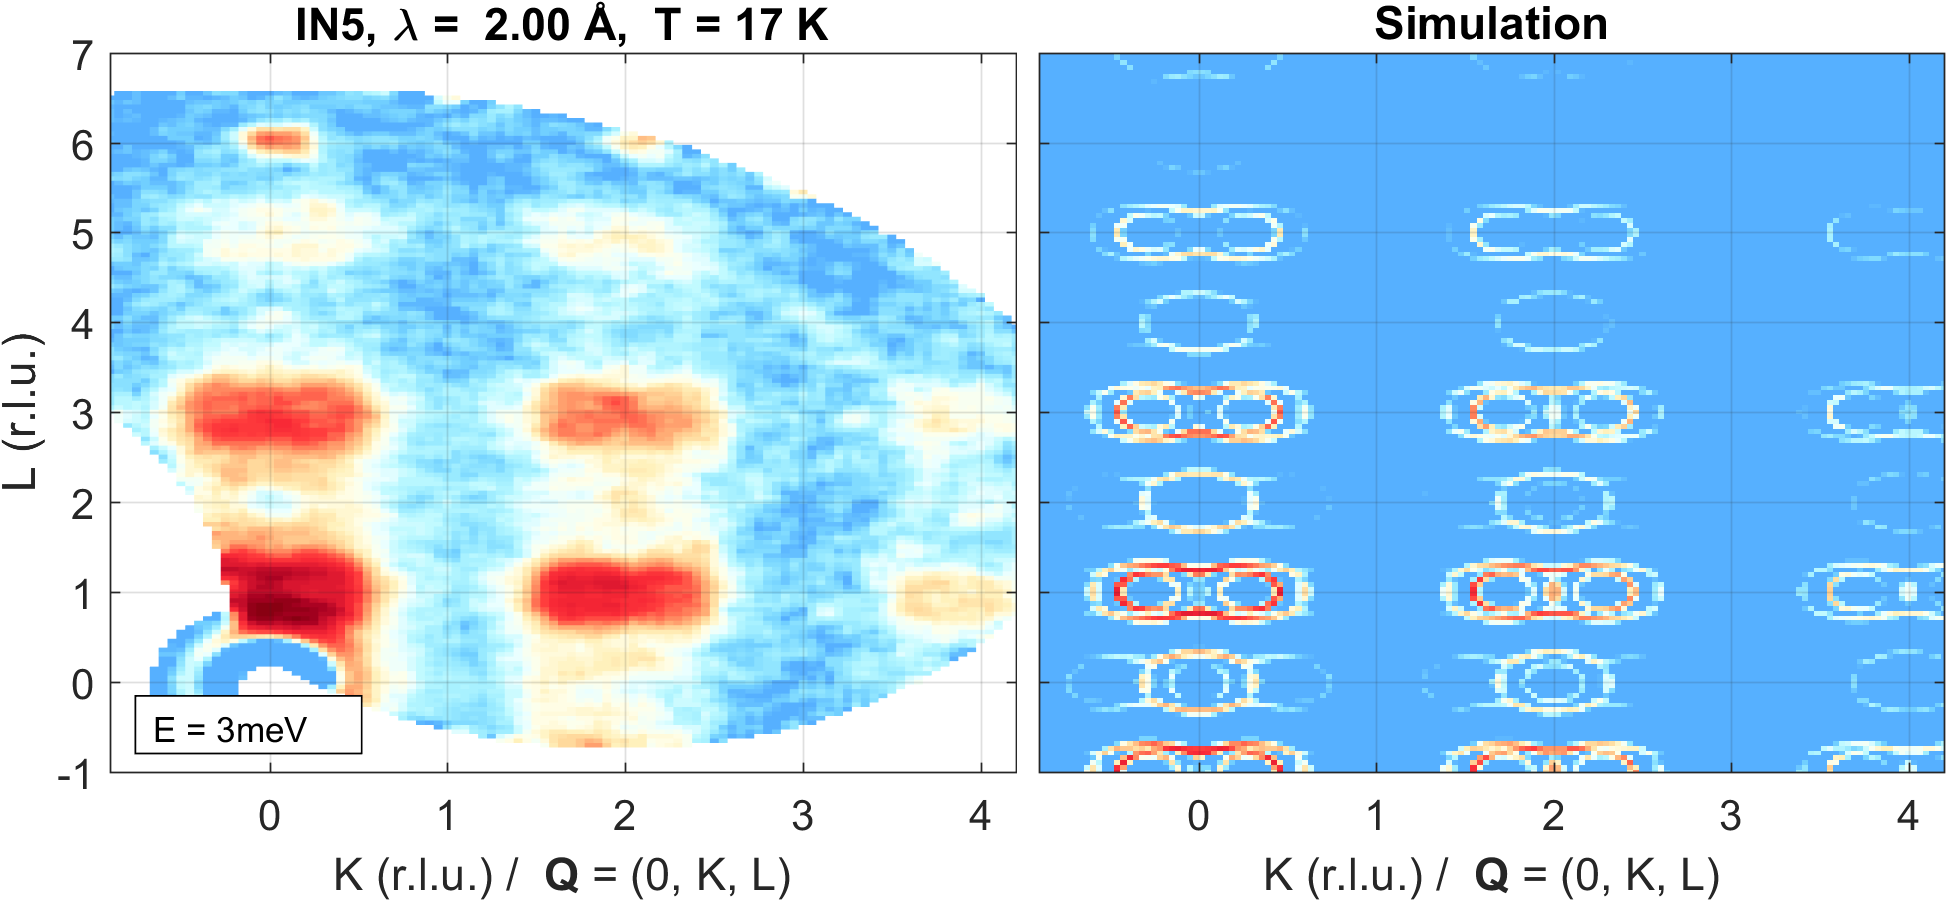 IN5, λ = 2.00 Å, T = 17 K
Simulation
7
6
5
4
3
2
1
0
-1
L (r.l.u.)
E = 3meV
0 1 2 3 4
0 1 2 3 4
K (r.l.u.) / Q = (0, K, L)
K (r.l.u.) / Q = (0, K, L)